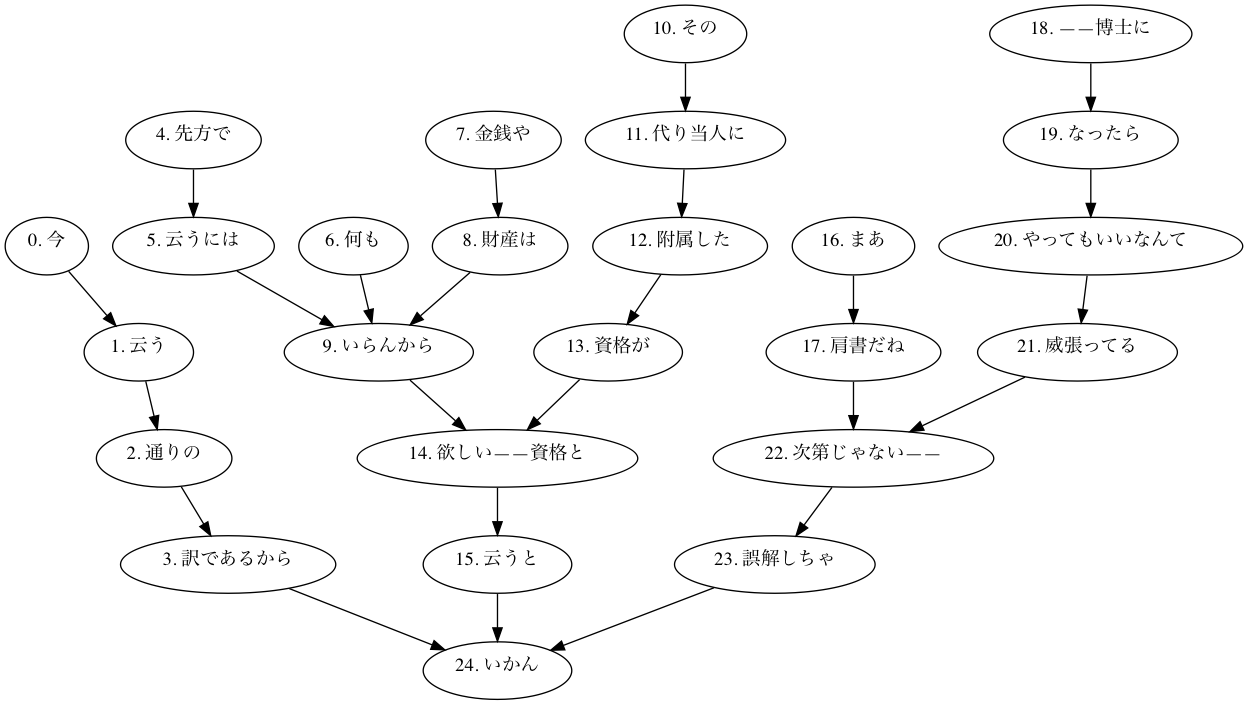 10. その
18. ——博士に
4. 先方で
7. 金銭や
11. 代り当人に
19. なったら
0. 今
5. 云うには
6. 何も
8. 財産は
12. 附属した
16. まあ
20. やってもいいなんて
1. 云う
9. いらんから
13. 資格が
17. 肩書だね
21. 威張ってる
2. 通りの
14. 欲しい——資格と
22. 次第じゃない——
3. 訳であるから
15. 云うと
23. 誤解しちゃ
24. いかん